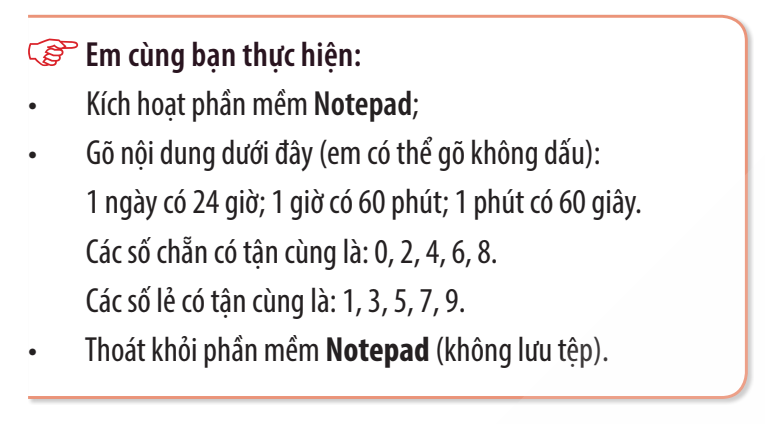 Em cùng bạn thực hiện:
• Kích hoạt phần mềm Notepad;
• Gõ nội dung dưới đây (em có thể gõ không dấu):
1 ngày có 24 giờ; 1 giờ có 60 phút; 1 phút có 60 giây.
Các số chẵn có tận cùng là: 0, 2, 4, 6, 8.
Các số lẻ có tận cùng là: 1, 3, 5, 7, 9.
• Thoát khỏi phần mềm Notepad (không lưu tệp).